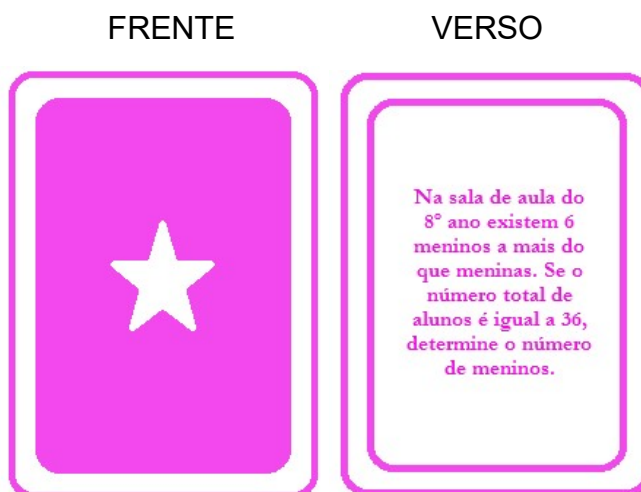 FRENTE
VERSO
Na sala de aula do
8° ano existem 6
meninos a mais do
que meninas. Se o
número total de
alunos é igual a 36,
determine o número
de meninos.